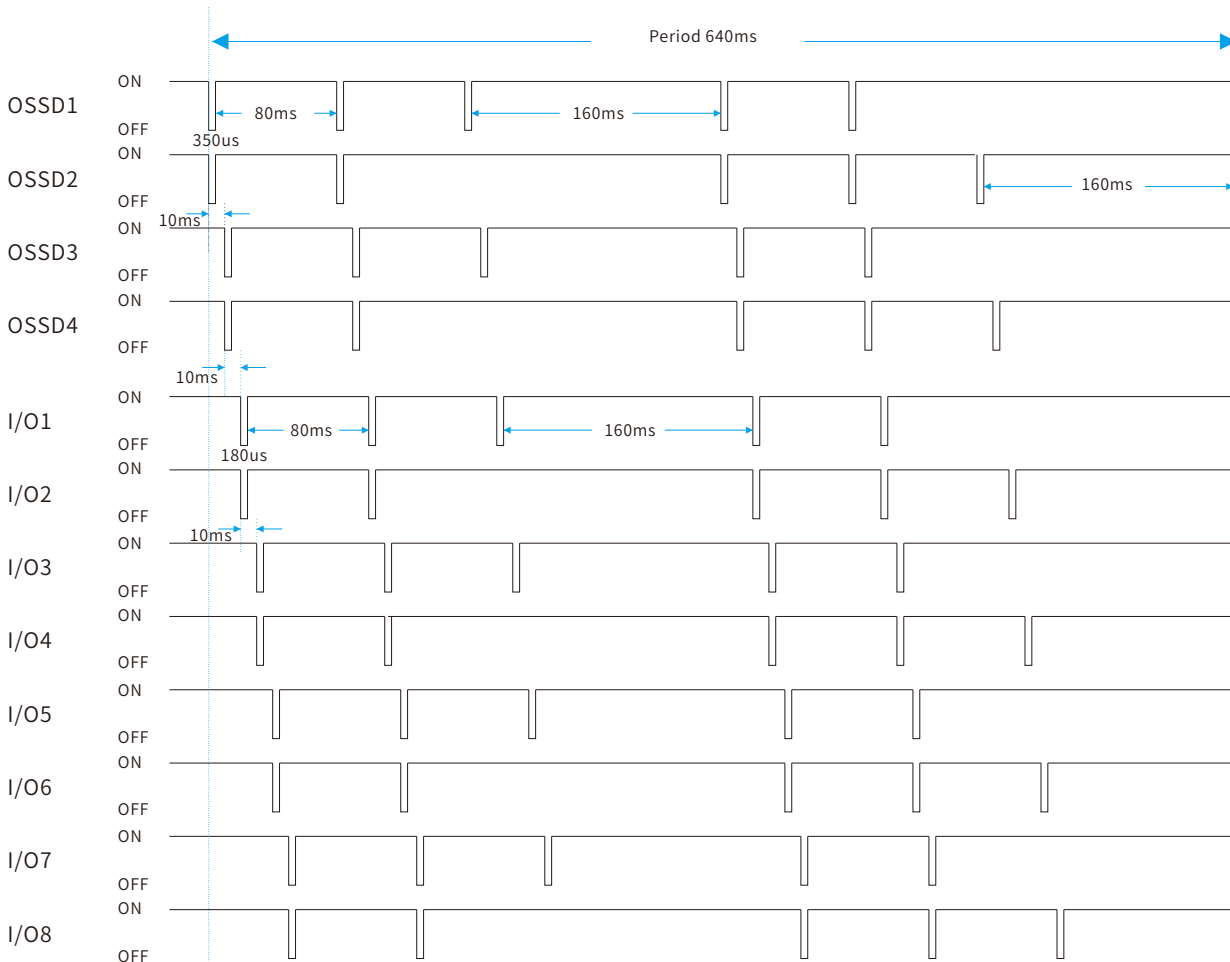 Period 640ms
ON
OSSD1
80ms
160ms
OFF
350us
ON
OSSD2
160ms
OFF
10ms
ON
OSSD3
OFF
ON
OSSD4
OFF
10ms
ON
I/O1
80ms
160ms
OFF
180us
ON
I/O2
OFF
10ms
ON
I/O3
OFF
ON
I/O4
OFF
ON
I/O5
OFF
ON
I/O6
OFF
ON
I/O7
OFF
ON
I/O8
OFF